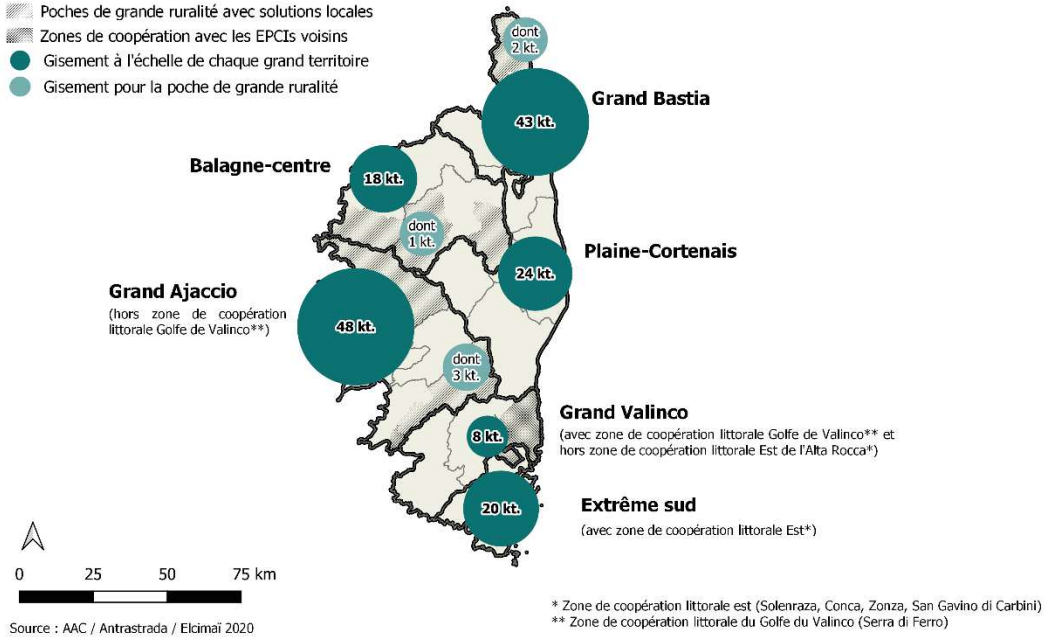 Poches de grande ruralité avec solutions locales
Zones de coopération avec les EPCIs voisins
Gisement à l'échelle de chaque grand territoire
Gisement pour la poche de grande ruralité
dont
2 kt.
Grand Bastia
43 kt.
Balagne-centre
18 kt.
dont
1 kt.
Plaine-Cortenais
24 kt.
Grand Ajaccio
(hors zone de coopération
littorale Golfe de Valinco**)
48 kt.
dont
3 kt.
Grand Valinco
(avec zone de coopération littorale Golfe de Valinco** et
hors zone de coopération littorale Est de l'Alta Rocca*)
8 kt.
Extrême sud
(avec zone de coopération littorale Est*)
20 kt.
0 25 50 75 km
Source : AAC / Antrastrada / Elcimaï 2020
* Zone de coopération littorale est (Solenraza, Conca, Zonza, San Gavino di Carbini)
** Zone de coopération littorale du Golfe du Valinco (Serra di Ferro)